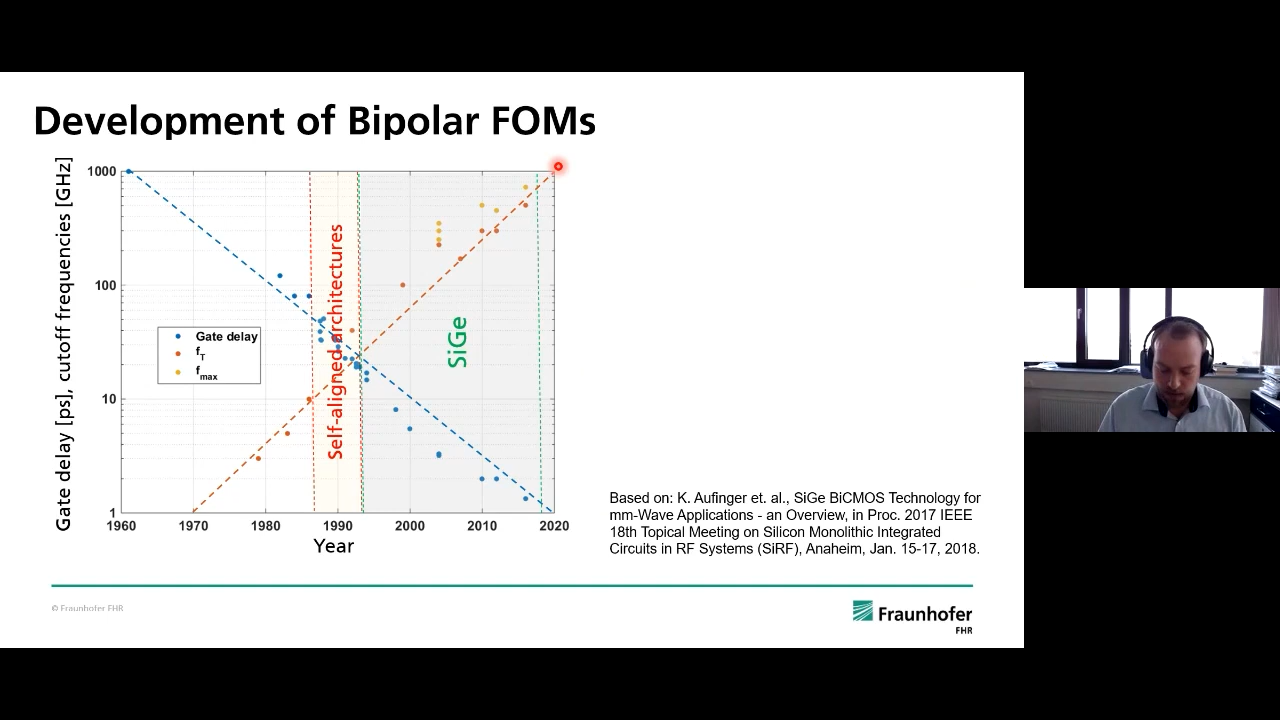 Development of Bipolar FOMs
Gate delay [ps], cutoff frequencies [GHz]
1000
100
10
1
Gate delay
fT
fmax
Self-aligned architectures
SiGe
1960 1970 1980 1990 2000 2010 2020
Year
Based on: K. Aufinger et. al., SiGe BiCMOS Technology for
mm-Wave Applications - an Overview, in Proc. 2017 IEEE
18th Topical Meeting on Silicon Monolithic Integrated
Circuits in RF Systems (SiRF), Anaheim, Jan. 15-17, 2018.
© Fraunhofer FHR
Fraunhofer
FHR